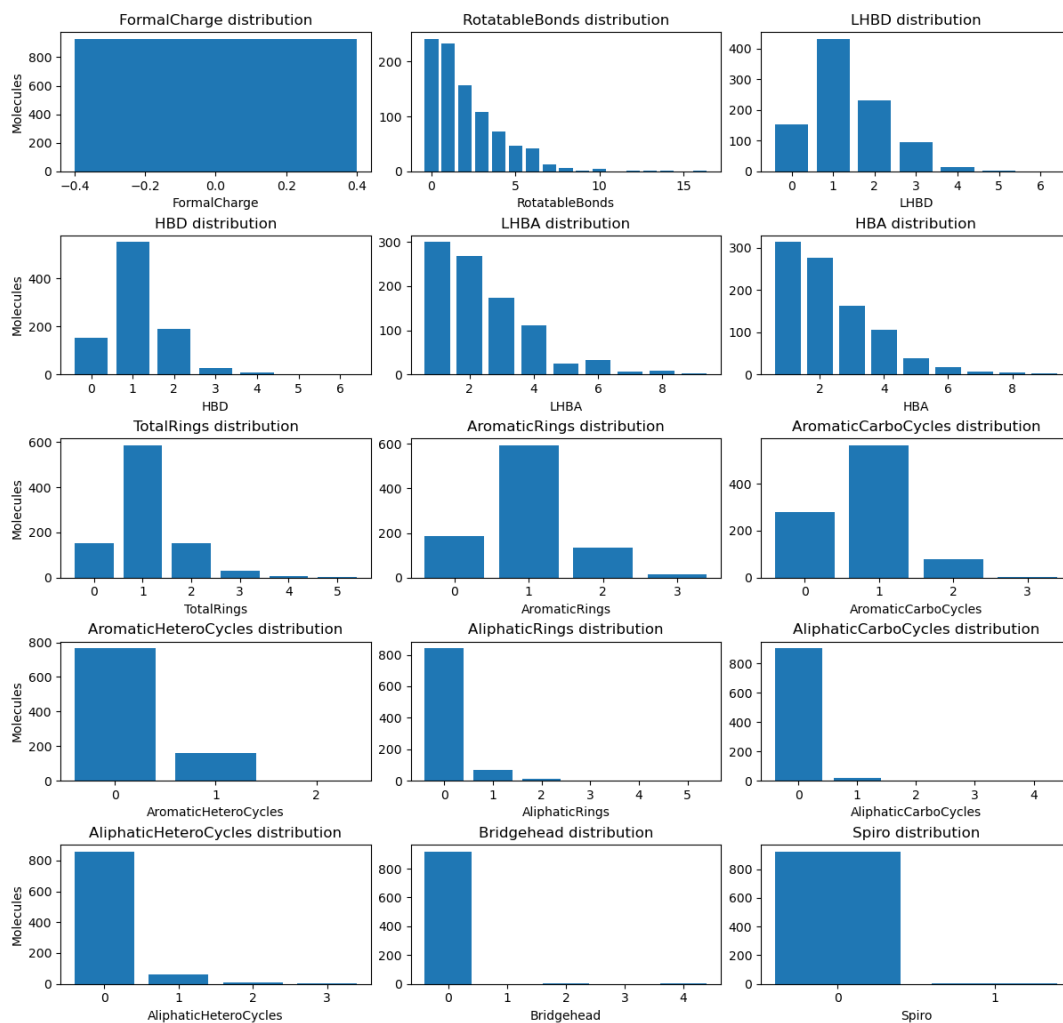 FormalCharge distribution
800
600
400
200
0
Molecules
−0.4 −0.2 0.0 0.2 0.4
FormalCharge
RotatableBonds distribution
200
100
0
0 5 10 15
RotatableBonds
LHBD distribution
400
300
200
100
0
0 1 2 3 4 5 6
LHBD
HBD distribution
400
200
0
Molecules
0 1 2 3 4 5 6
HBD
LHBA distribution
300
200
100
0
2 4 6 8
LHBA
HBA distribution
300
200
100
0
2 4 6 8
HBA
TotalRings distribution
600
400
200
0
Molecules
0 1 2 3 4 5
TotalRings
AromaticRings distribution
600
400
200
0
0 1 2 3
AromaticRings
AromaticCarboCycles distribution
400
200
0
0 1 2 3
AromaticCarboCycles
AromaticHeteroCycles distribution
800
600
400
200
0
Molecules
0 1 2
AromaticHeteroCycles
AliphaticRings distribution
800
600
400
200
0
0 1 2 3 4 5
AliphaticRings
AliphaticCarboCycles distribution
800
600
400
200
0
0 1 2 3 4
AliphaticCarboCycles
AliphaticHeteroCycles distribution
800
600
400
200
0
Molecules
0 1 2 3
AliphaticHeteroCycles
Bridgehead distribution
800
600
400
200
0
0 1 2 3 4
Bridgehead
Spiro distribution
800
600
400
200
0
0 1
Spiro